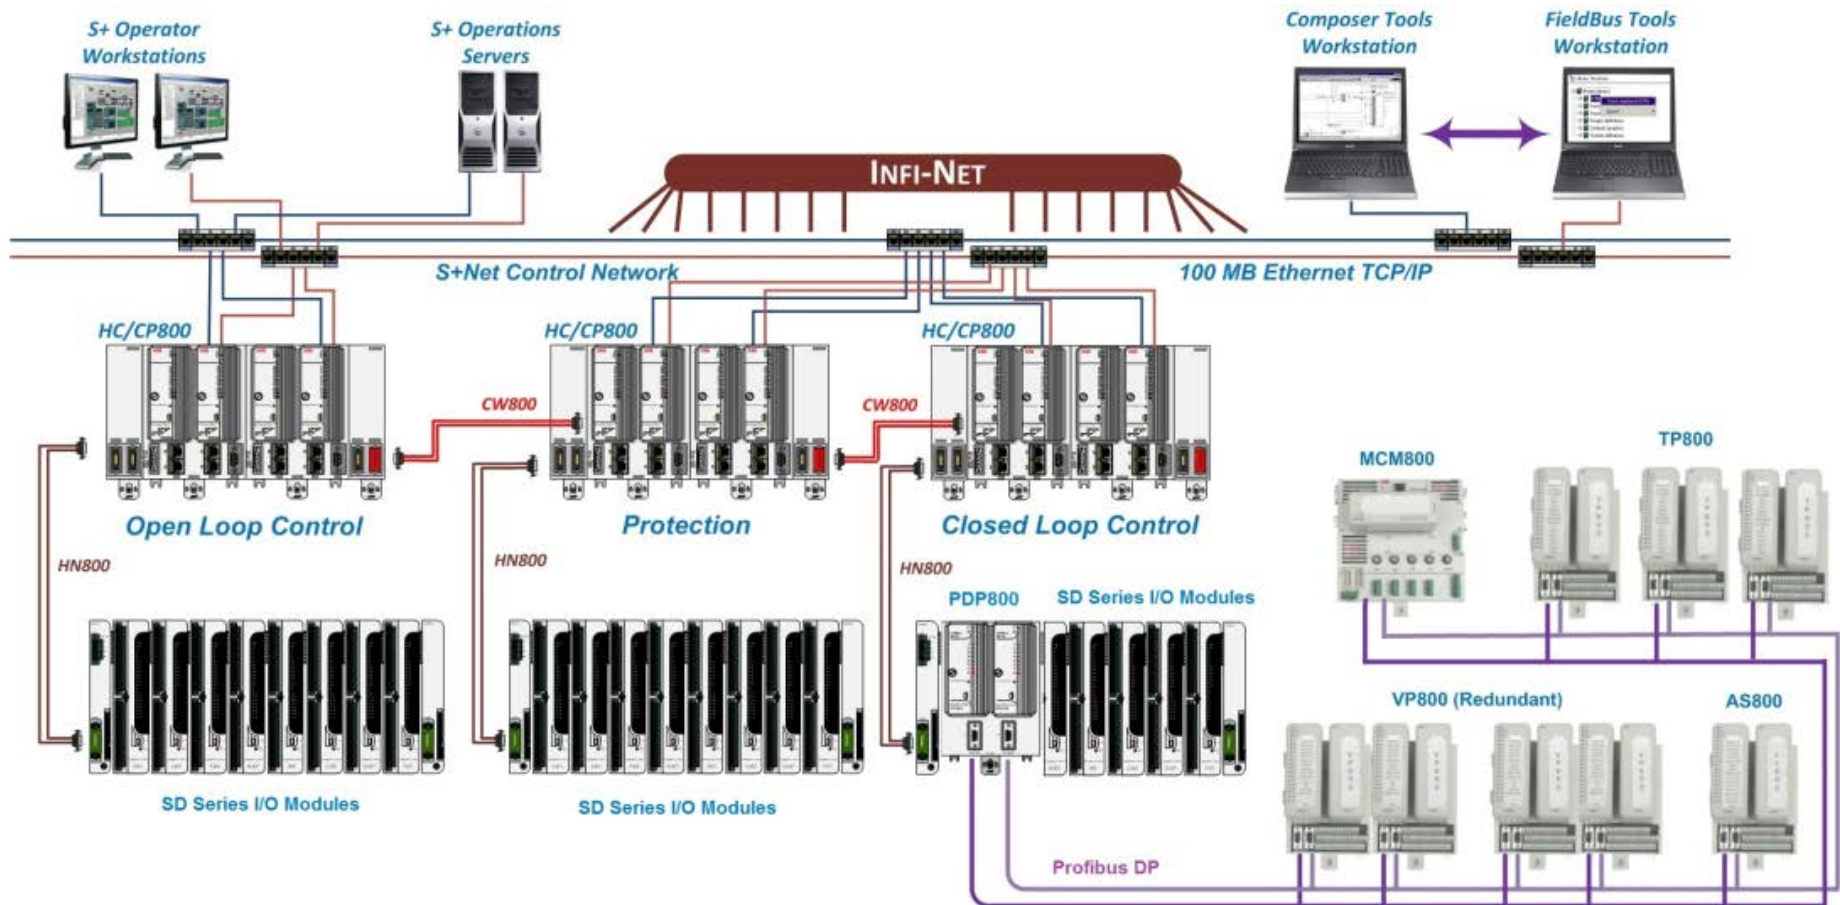 S+ Operator
Workstations
S+ Operations
Servers
Composer Tools
Workstation
FieldBus Tools
Workstation
INFI-NET
S+Net Control Network
100 MB Ethernet TCP/IP
HC/CP800
HC/CP800
HC/CP800
CW800
CW800
Open Loop Control
Protection
Closed Loop Control
MCM800
TP800
HN800
HN800
HN800
PDP800
SD Series I/O Modules
VP800 (Redundant)
AS800
SD Series I/O Modules
SD Series I/O Modules
Profibus DP